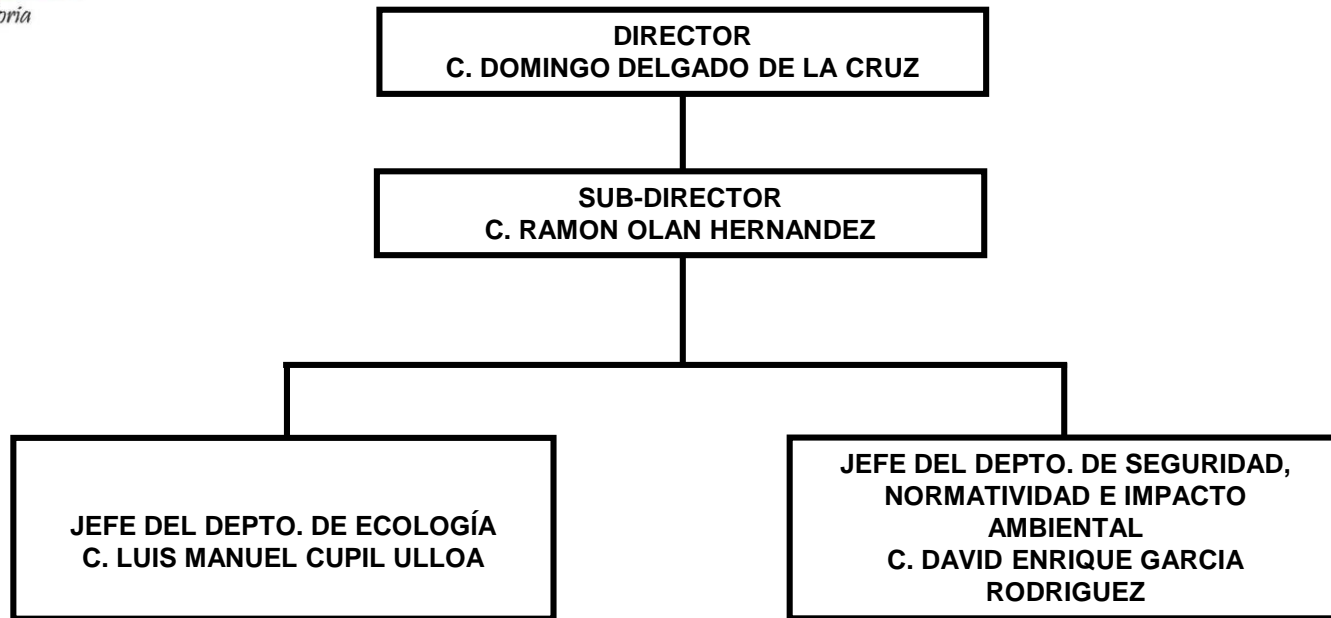 DIRECTOR
C. DOMINGO DELGADO DE LA CRUZ
SUB-DIRECTOR
C. RAMON OLAN HERNANDEZ
JEFE DEL DEPTO. DE ECOLOGÍA
C. LUIS MANUEL CUPIL ULLOA
JEFE DEL DEPTO. DE SEGURIDAD,
NORMATIVIDAD E IMPACTO
AMBIENTAL
C. DAVID ENRIQUE GARCIA
RODRIGUEZ